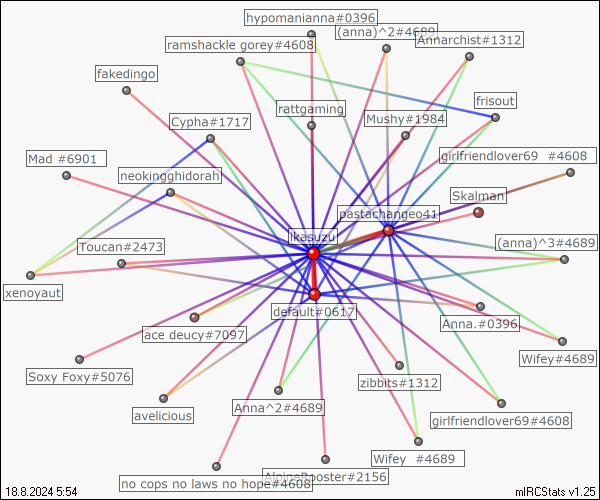 hypomanianna#0396
(anna)^2#4689
Annarchist#1312
ramshackle gorey#4608
fakedingo
frisout
rattgaming
Mushy#1984
Cypha#1717
girlfriendlover69 #4608
Mad #6901
neokingghidorah
Skalman
pastachangeo41
ikasuzu
(anna)^3#4689
Toucan#2473
xenoyaut
default#0617
Anna.#0396
ace deucy#7097
Wifey#4689
Soxy Foxy#5076
zibbits#1312
Anna^2#4689
avelicious
girlfriendlover69#4608
Wifey #4689
AlpineRooster#2156
no cops no laws no hope#4608
18.8.2024 5:54
mIRCStats v1.25